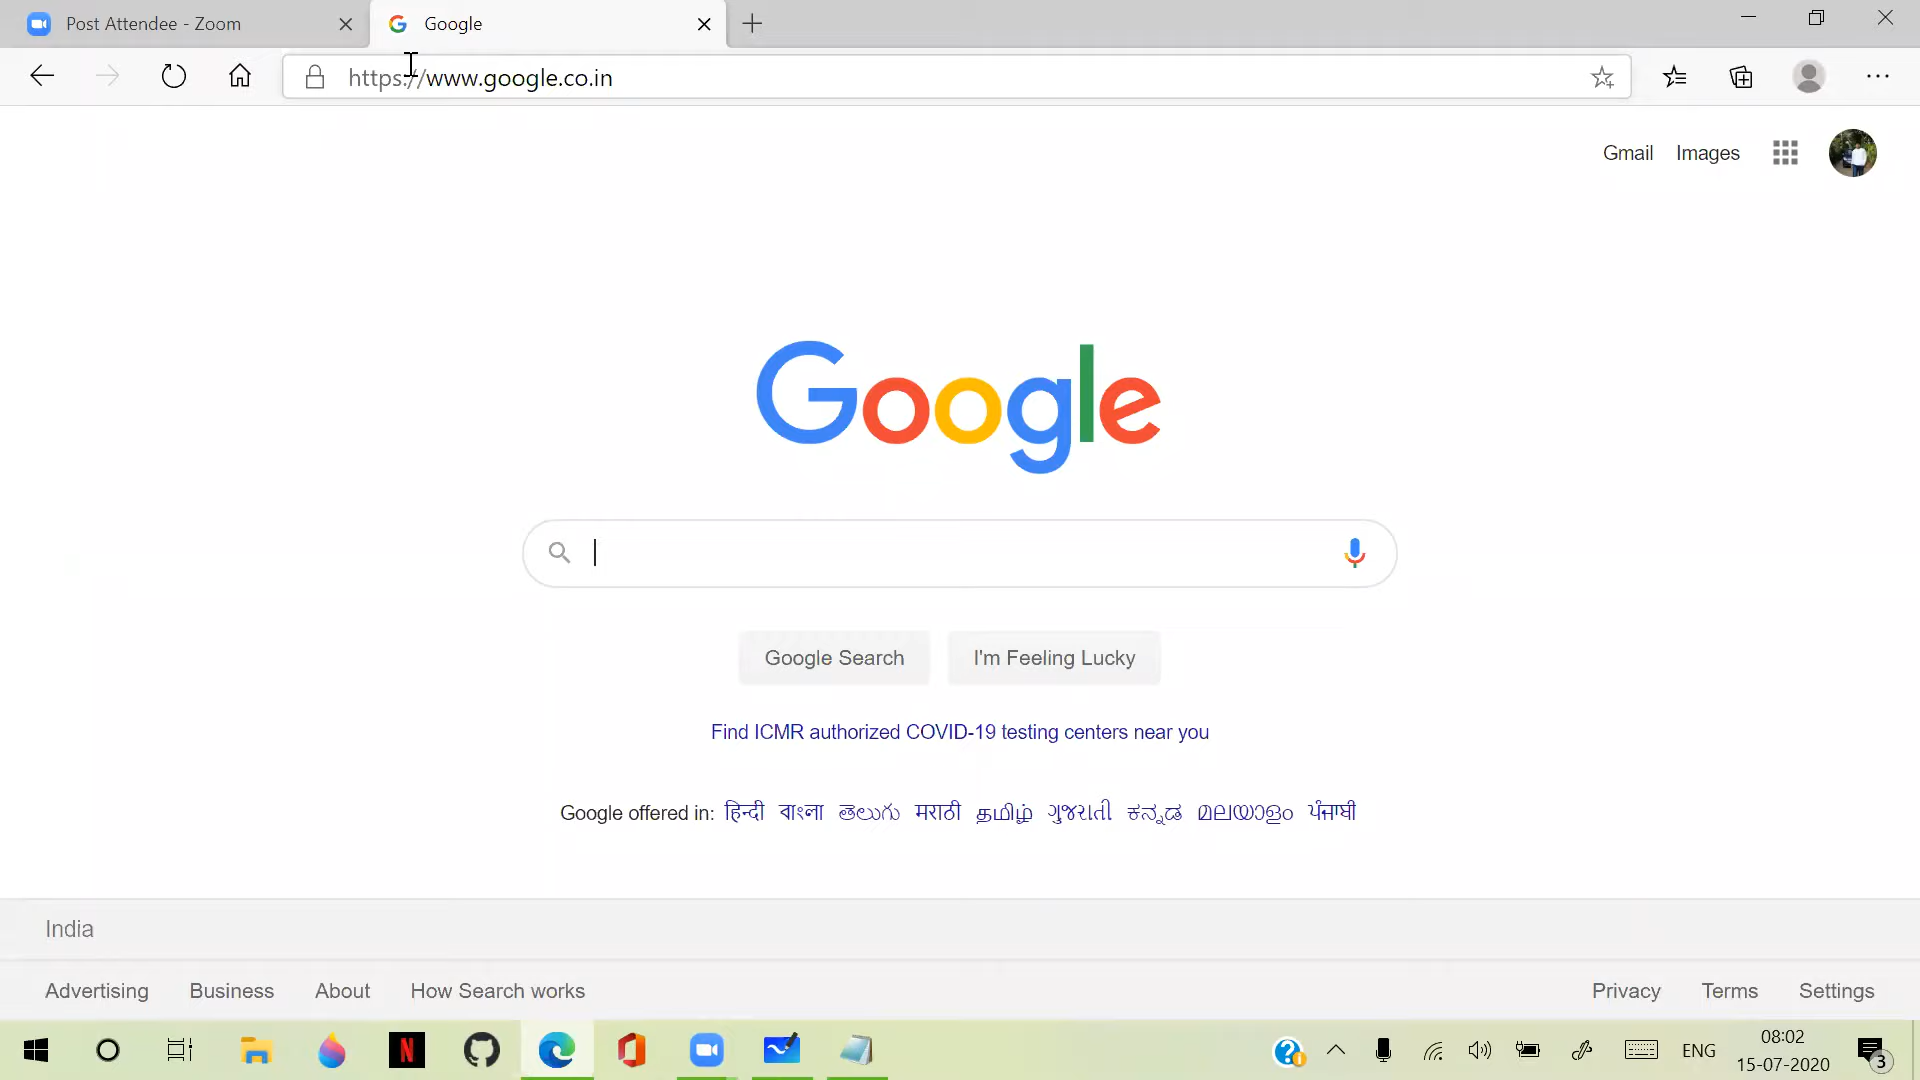 Post Attendee - Zoom
Google
https://www.google.co.in
Gmail Images
Google
Google Search I'm Feeling Lucky
Find ICMR authorized COVID-19 testing centers near you
Google offered in: हिन्दी বাংলা తెలుగు मराठी தமிழ் ગુજરાતી ಕನ್ನಡ മലയാളം ਪੰਜਾਬੀ
India
Advertising Business About How Search works Privacy Terms Settings
N
ENG
08:02
15-07-2020
3